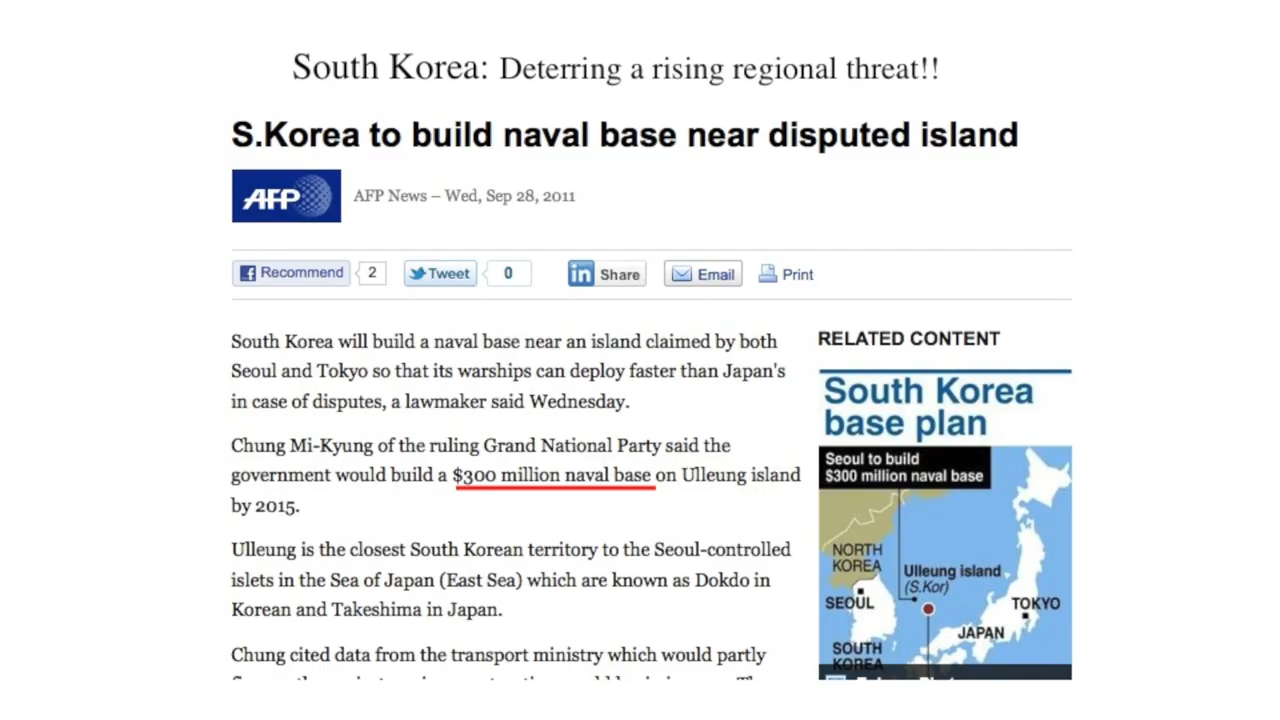 South Korea: Deterring a rising regional threat!!
S.Korea to build naval base near disputed island
AFP
AFP News – Wed, Sep 28, 2011
Recommend 2 Tweet 0 in Share Email Print
South Korea will build a naval base near an island claimed by both
Seoul and Tokyo so that its warships can deploy faster than Japan's
in case of disputes, a lawmaker said Wednesday.
Chung Mi-Kyung of the ruling Grand National Party said the
government would build a $300 million naval base on Ulleung island
by 2015.
Ulleung is the closest South Korean territory to the Seoul-controlled
islets in the Sea of Japan (East Sea) which are known as Dokdo in
Korean and Takeshima in Japan.
Chung cited data from the transport ministry which would partly
RELATED CONTENT
South Korea
base plan
Seoul to build
$300 million naval base
NORTH
KOREA
Ulleung island
(S.Kor)
SEOUL
TOKYO
JAPAN
SOUTH
KOREA